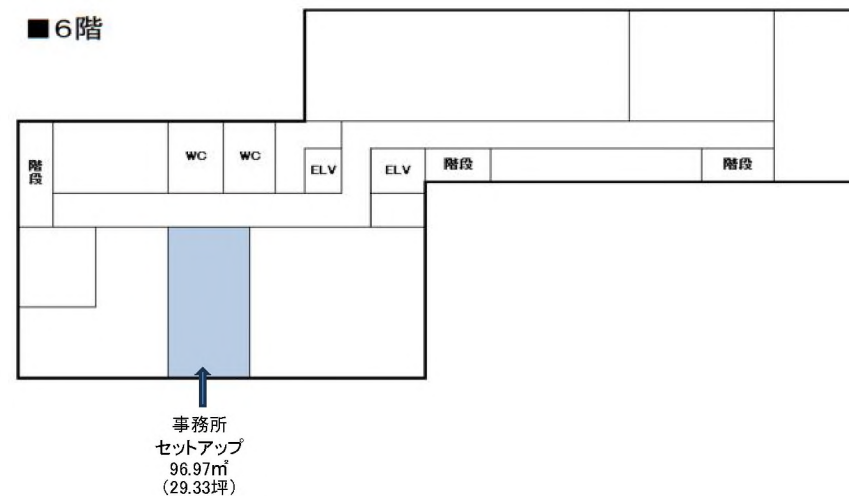 ■6階
階段
WC
WC
ELV
ELV
階段
階段
事務所
セットアップ
96.97㎡
(29.33坪)